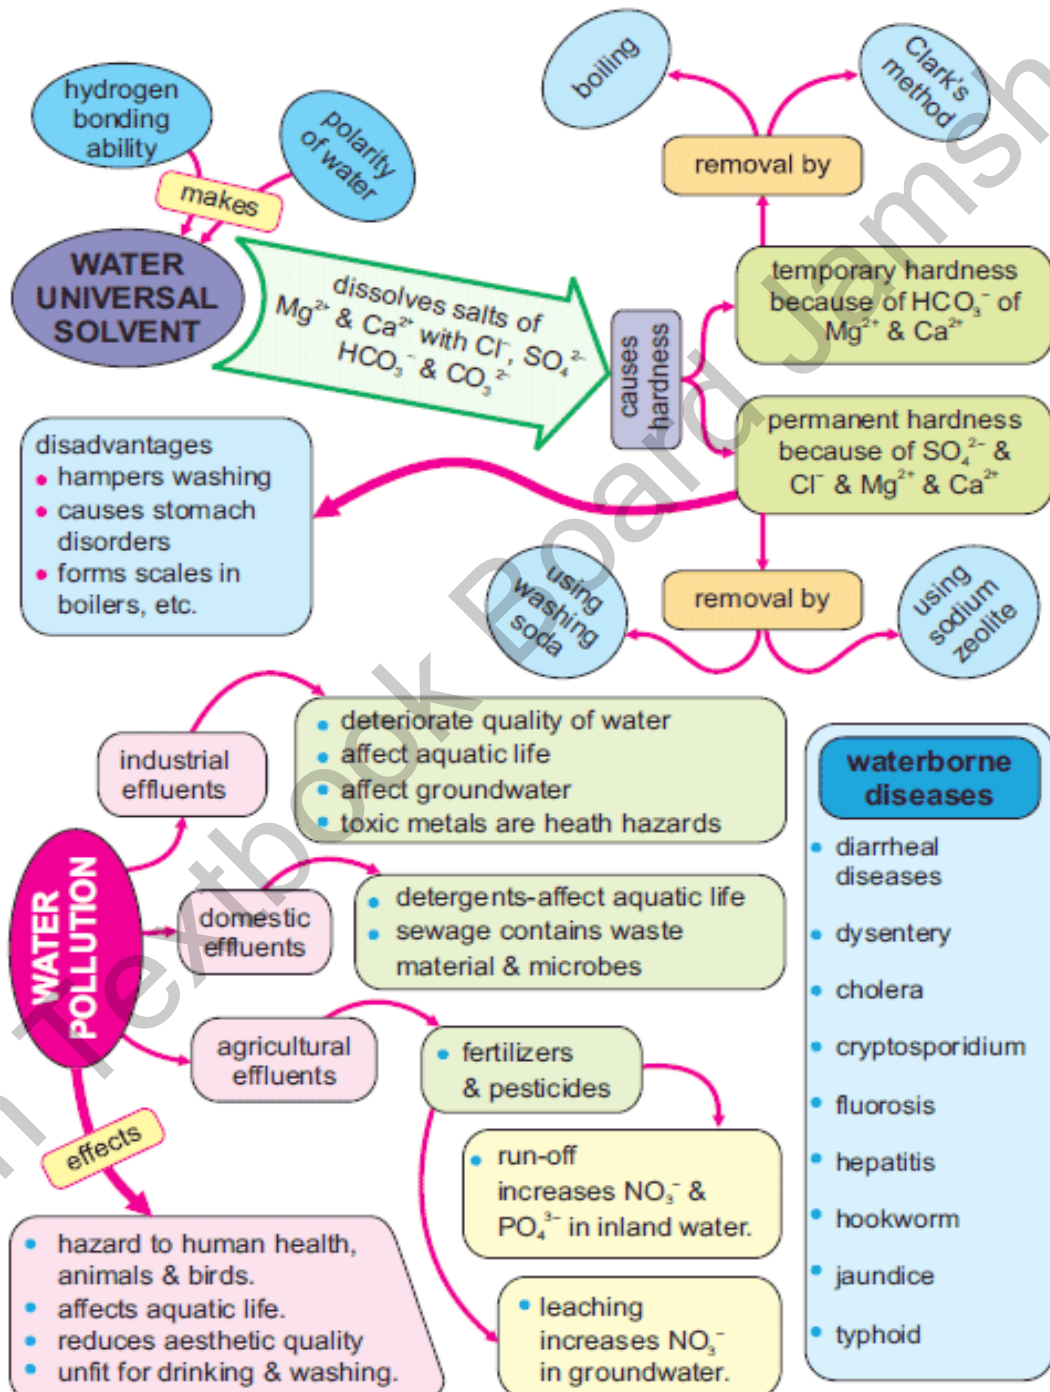 hydrogen
bonding
ability
polarity
of water
makes
WATER
UNIVERSAL
SOLVENT
dissolves salts of
Mg²⁺ & Ca²⁺ with Cl⁻, SO₄²⁻
HCO₃⁻ & CO₃²⁻
causes
hardness
boiling
Clark's
method
removal by
temporary hardness
because of HCO₃⁻ of
Mg²⁺ & Ca²⁺
permanent hardness
because of SO₄²⁻ &
Cl⁻ & Mg²⁺ & Ca²⁺
disadvantages
• hampers washing
• causes stomach
disorders
• forms scales in
boilers, etc.
using
washing
soda
removal by
using
sodium
zeolite
WATER
POLLUTION
industrial
effluents
• deteriorate quality of water
• affect aquatic life
• affect groundwater
• toxic metals are heath hazards
domestic
effluents
• detergents-affect aquatic life
• sewage contains waste
material & microbes
agricultural
effluents
• fertilizers
& pesticides
• run-off
increases NO₃⁻ &
PO₄³⁻ in inland water.
• leaching
increases NO₃⁻
in groundwater.
effects
• hazard to human health,
animals & birds.
• affects aquatic life.
• reduces aesthetic quality
• unfit for drinking & washing.
waterborne
diseases
• diarrheal
diseases
• dysentery
• cholera
• cryptosporidium
• fluorosis
• hepatitis
• hookworm
• jaundice
• typhoid
Textbook Board Jamsh